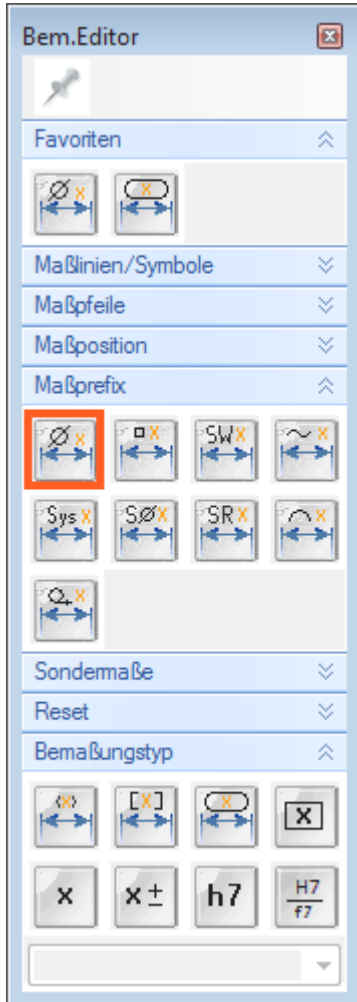 Bem.Editor
Favoriten
Ø x
x
Maßlinien/Symbole
Maßpfeile
Maßposition
Maßprefix
Ø x □ x SW x ~ x
Sys x SØ x SR x ⌒ x
x
Sondermaße
Reset
Bemaßungstyp
(x) [x] x x
x x± h7 H7
f7